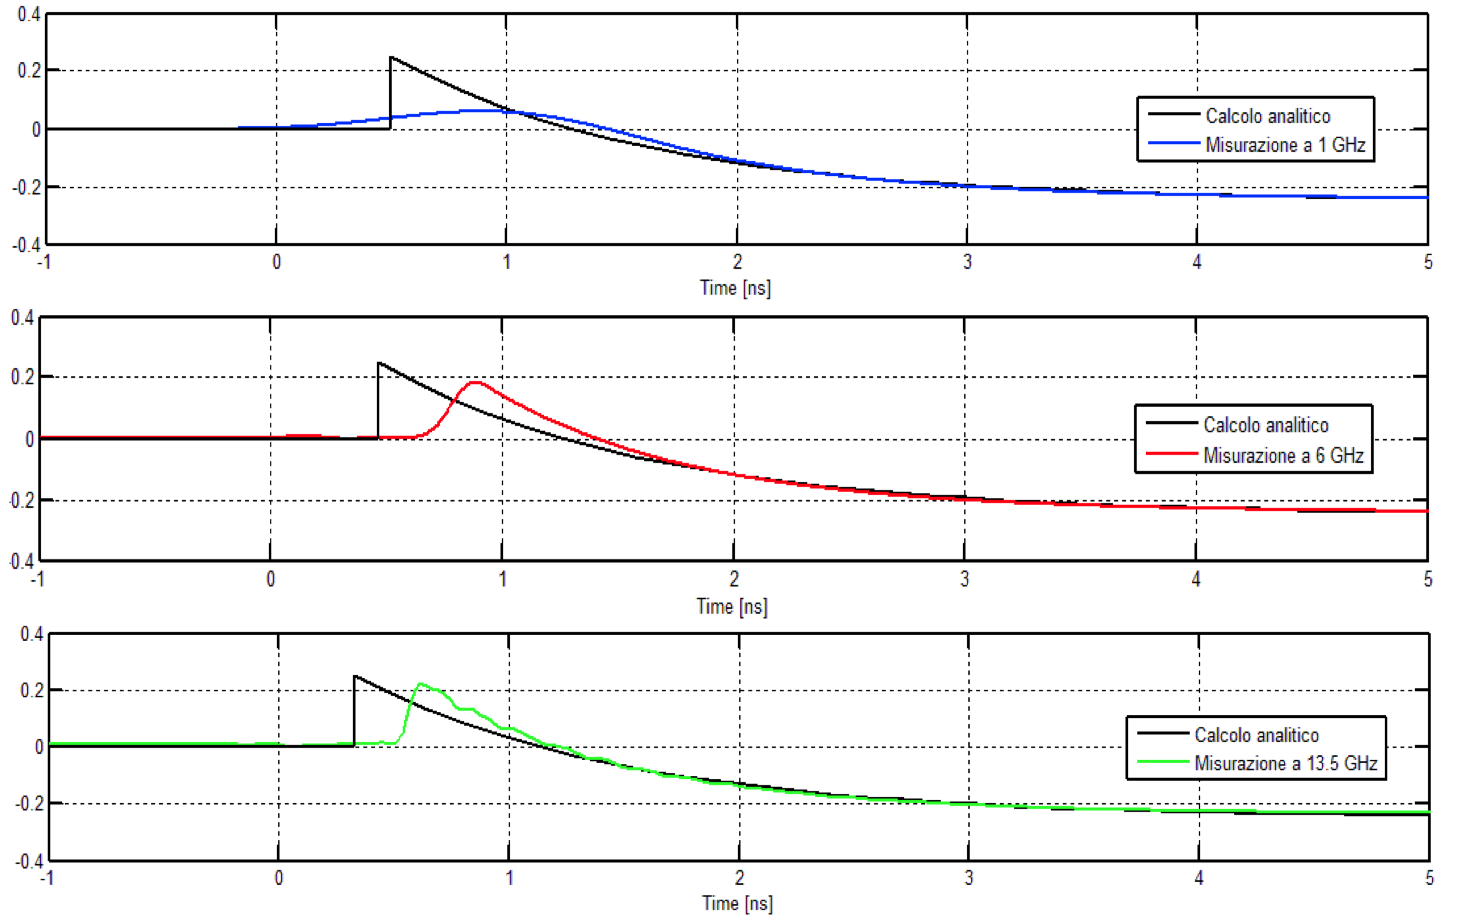 0.4
0.2
0
-0.2
-0.4
-1 0 1 2 3 4 5
Time [ns]
Calcolo analitico
Misurazione a 1 GHz
0.4
0.2
0
-0.2
-0.4
-1 0 1 2 3 4 5
Time [ns]
Calcolo analitico
Misurazione a 6 GHz
0.4
0.2
0
-0.2
-0.4
-1 0 1 2 3 4 5
Time [ns]
Calcolo analitico
Misurazione a 13.5 GHz